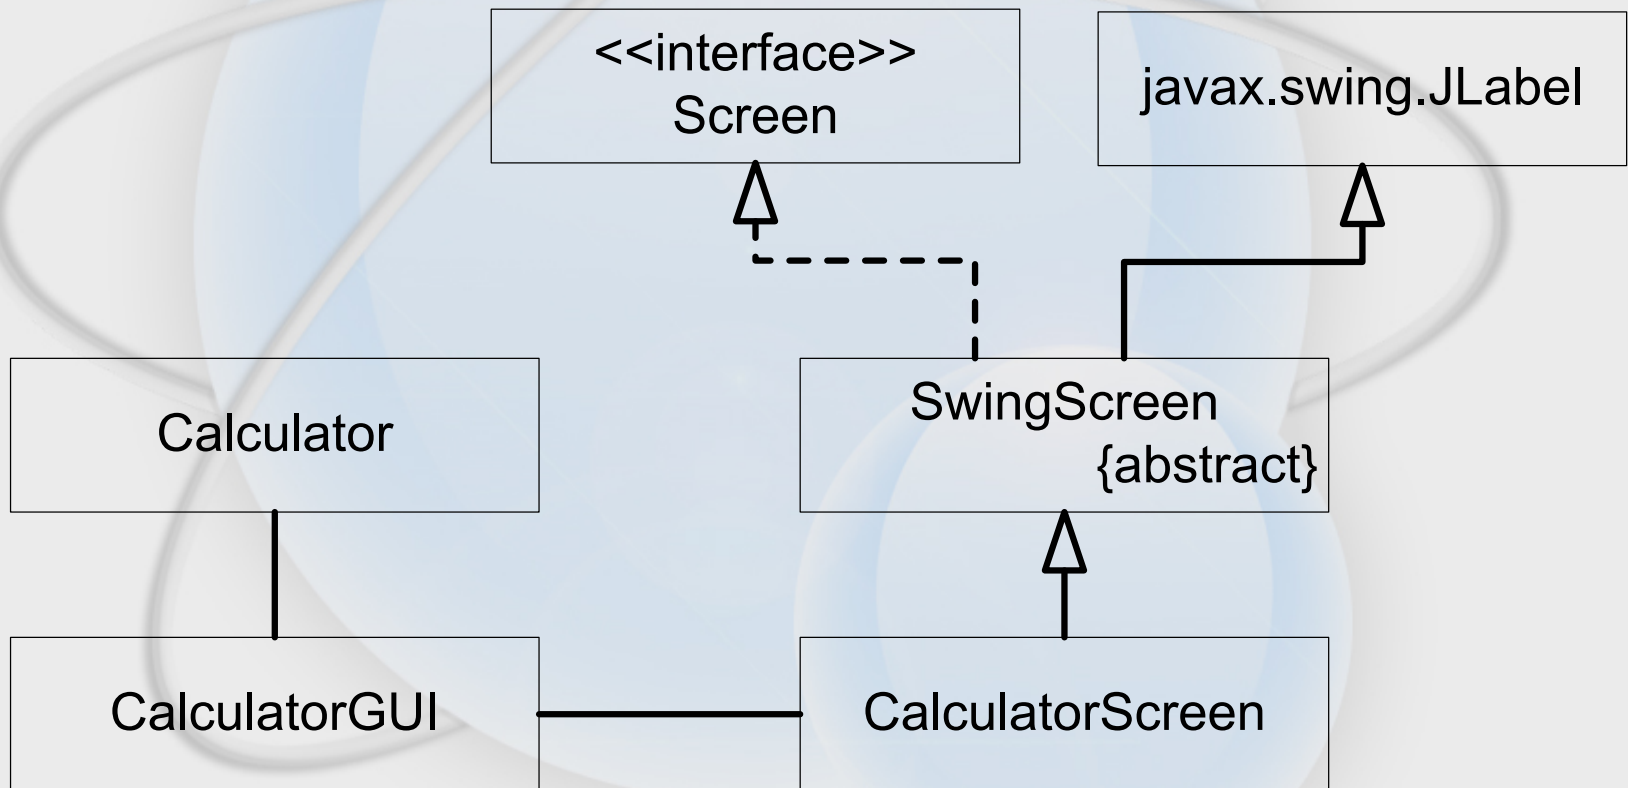 <<interface>>
Screen
javax.swing.JLabel
Calculator
SwingScreen
{abstract}
CalculatorGUI
CalculatorScreen